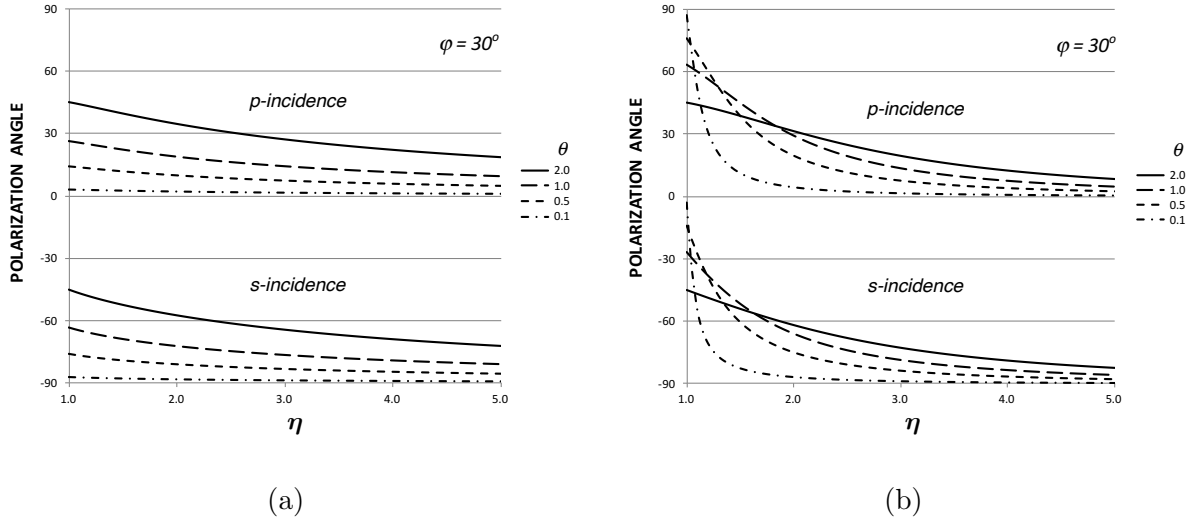 90
60
30
0
-30
-60
-90
POLARIZATION ANGLE
φ = 30°
p-incidence
s-incidence
θ
2.0
1.0
0.5
0.1
1.0 2.0 3.0 4.0 5.0
η
(a)
90
60
30
0
-30
-60
-90
POLARIZATION ANGLE
φ = 30°
p-incidence
s-incidence
θ
2.0
1.0
0.5
0.1
1.0 2.0 3.0 4.0 5.0
η
(b)